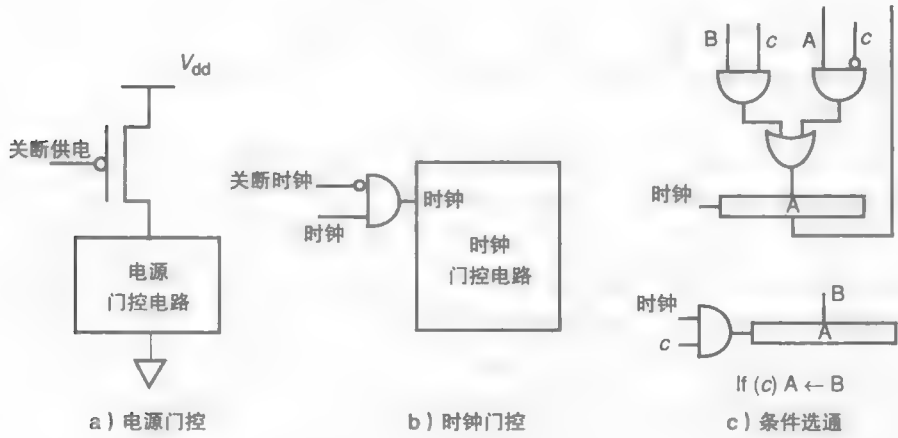 V_dd
关断供电
电源
门控电路
a）电源门控
关断时钟
时钟
时钟
时钟
门控电路
b）时钟门控
B c A c
时钟
A
B
时钟
c
A
If (c) A ← B
c）条件选通